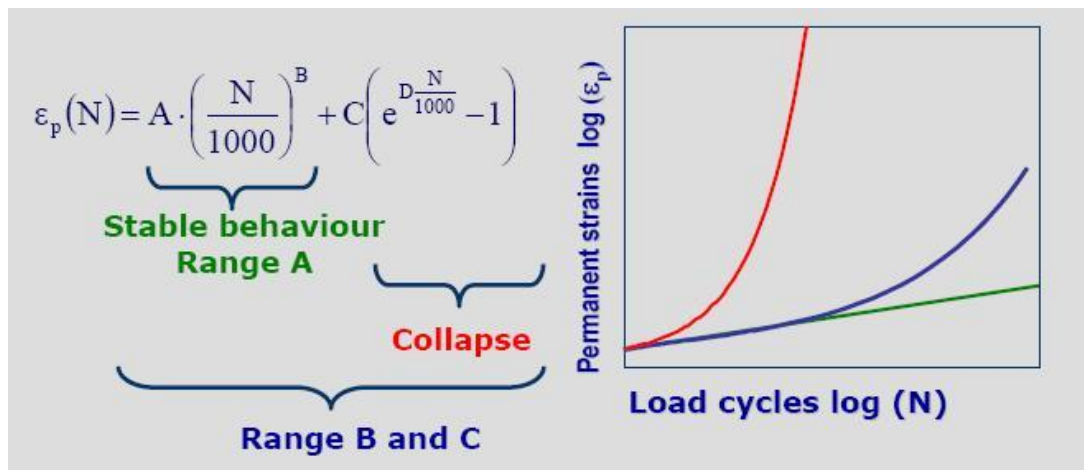 εp(N) = A · (N/1000)^B + C(e^(D N/1000) − 1)
Stable behaviour
Range A
Collapse
Range B and C
Permanent strains log (εp)
Load cycles log (N)